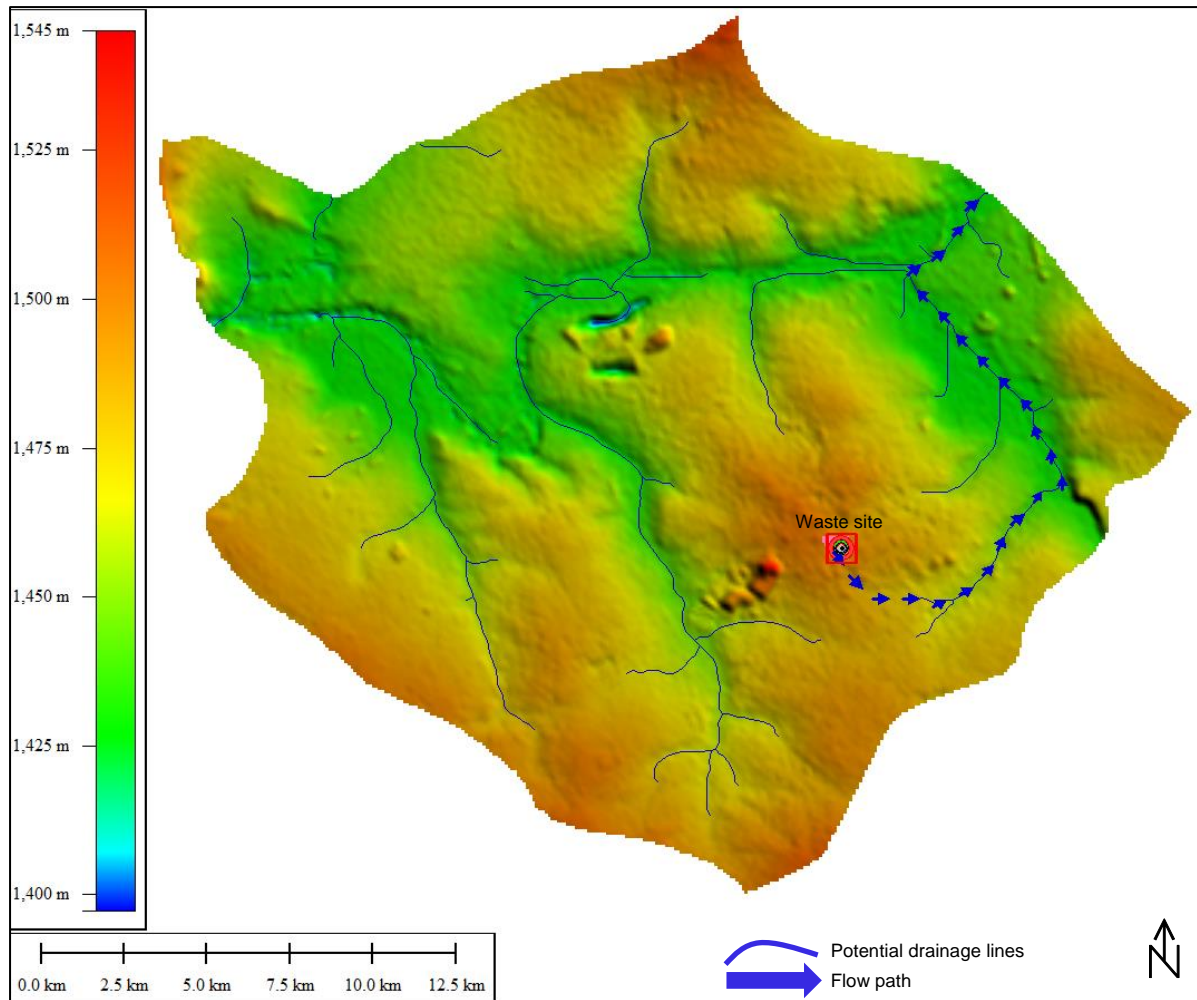 1,545 m
1,525 m
1,500 m
1,475 m
1,450 m
1,425 m
1,400 m
Waste site
0.0 km 2.5 km 5.0 km 7.5 km 10.0 km 12.5 km
Potential drainage lines
Flow path
N